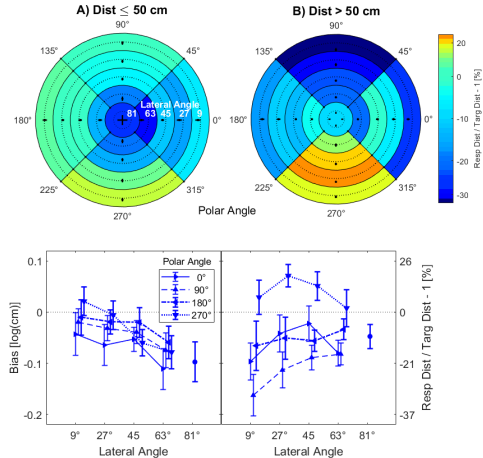 A) Dist ≤ 50 cm
B) Dist > 50 cm
90°
90°
135°
45°
135°
45°
Lateral Angle
81 63 45 27 9
180°
0°
180°
0°
225°
315°
225°
315°
270°
270°
Polar Angle
20
10
0
-10
-20
-30
Resp Dist / Targ Dist - 1 [%]
0.1
0
-0.1
-0.2
Bias [log(cm)]
Polar Angle
0°
90°
180°
270°
26
0
-21
-37
Resp Dist / Targ Dist - 1 [%]
9° 27° 45 63° 81°
9° 27° 45° 63° 81°
Lateral Angle
Lateral Angle